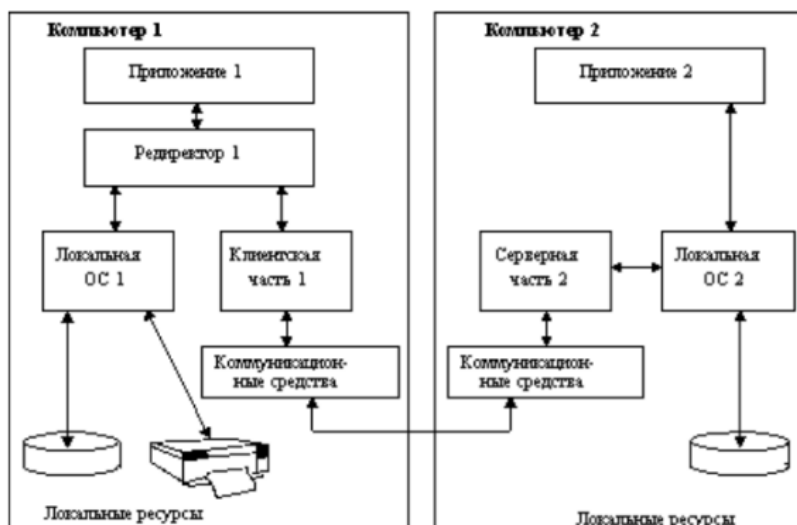 Компьютер 1
Приложение 1
Редиректор 1
Локальная
ОС 1
Клиентская
часть 1
Коммуникацион-
ные средства
Локальные ресурсы
Компьютер 2
Приложение 2
Серверная
часть 2
Локальная
ОС 2
Коммуникацион-
ные средства
Локальные ресурсы